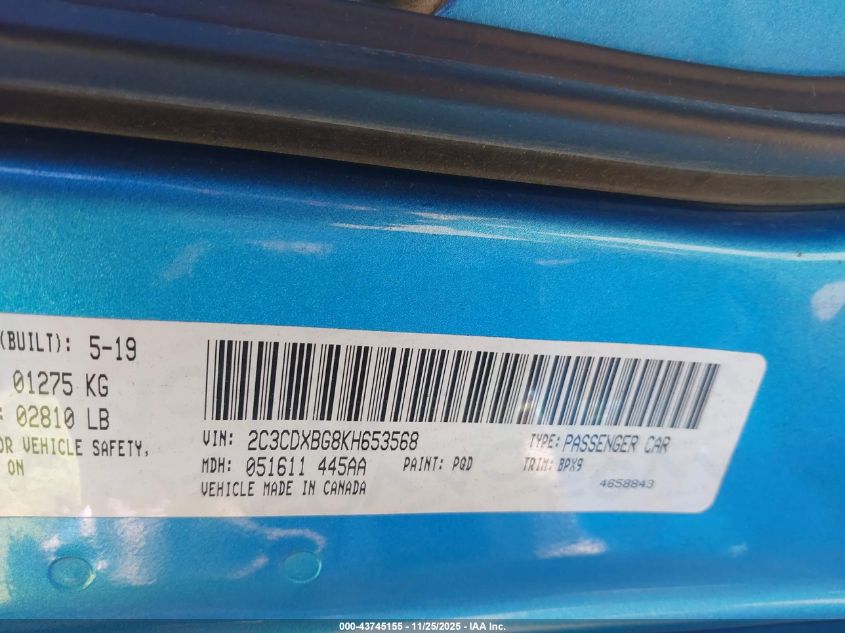 (BUILT): 5-19
01275 KG
02810 LB
OR VEHICLE SAFETY,
ON
VIN: 2C3CDXBG8KH653568
TYPE: PASSENGER CAR
MDH: 051611 445AA
PAINT: PQD
TRIM: BPX9
VEHICLE MADE IN CANADA
4658843
000-43745155 - 11/25/2025 - IAA Inc.